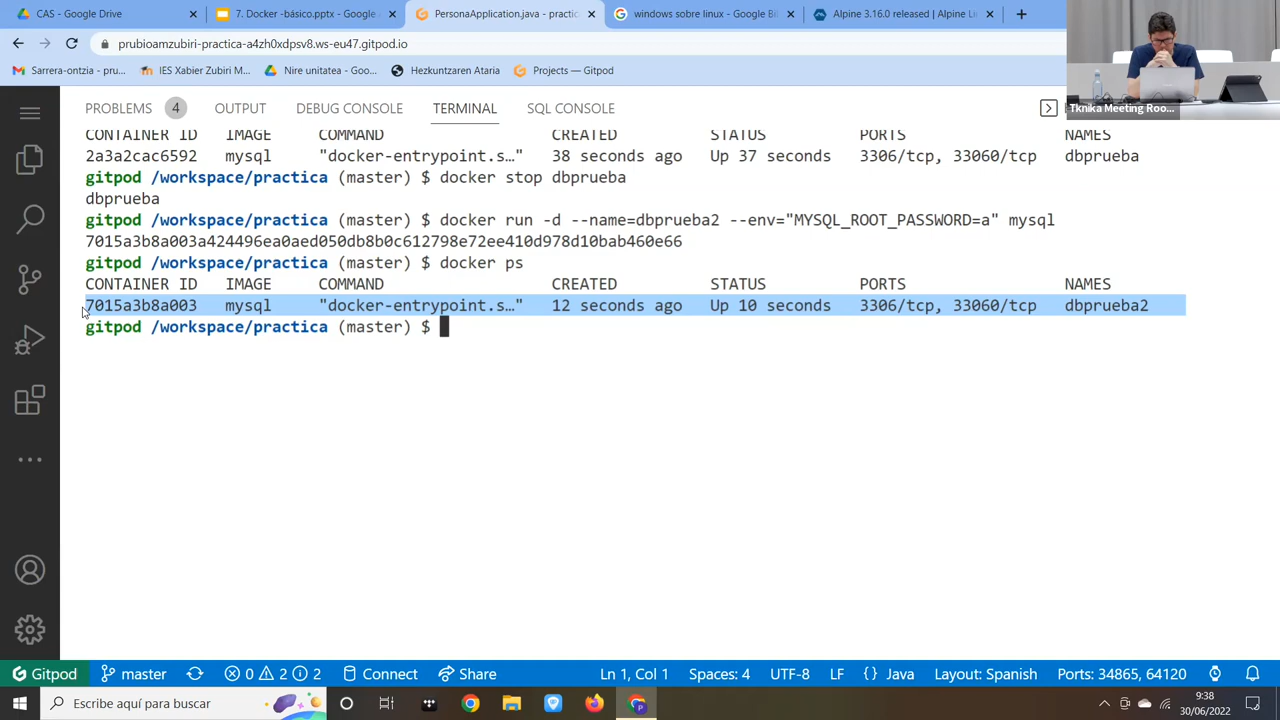 CAS - Google Drive
7. Docker -básico.pptx - Google
PersonaApplication.java - practic
windows sobre linux - Google B
Alpine 3.16.0 released | Alpine Li
prubioamzubiri-practica-a4zh0xdpsv8.ws-eu47.gitpod.io
Sarrera-ontzia - pru...
IES Xabier Zubiri M...
Nire unitatea - Goo...
Hezkuntzaren Ataria
Projects — Gitpod
Tknika Meeting Roo...
PROBLEMS 4 OUTPUT DEBUG CONSOLE TERMINAL SQL CONSOLE
CONTAINER ID IMAGE COMMAND CREATED STATUS PORTS NAMES
2a3a2cac6592 mysql "docker-entrypoint.s…" 38 seconds ago Up 37 seconds 3306/tcp, 33060/tcp dbprueba
gitpod /workspace/practica (master) $ docker stop dbprueba
dbprueba
gitpod /workspace/practica (master) $ docker run -d --name=dbprueba2 --env="MYSQL_ROOT_PASSWORD=a" mysql
7015a3b8a003a424496ea0aed050db8b0c612798e72ee410d978d10bab460e66
gitpod /workspace/practica (master) $ docker ps
CONTAINER ID IMAGE COMMAND CREATED STATUS PORTS NAMES
7015a3b8a003 mysql "docker-entrypoint.s…" 12 seconds ago Up 10 seconds 3306/tcp, 33060/tcp dbprueba2
gitpod /workspace/practica (master) $
Gitpod master 0 2 2 Connect Share Ln 1, Col 1 Spaces: 4 UTF-8 LF {} Java Layout: Spanish Ports: 34865, 64120
Escribe aquí para buscar
9:38
30/06/2022